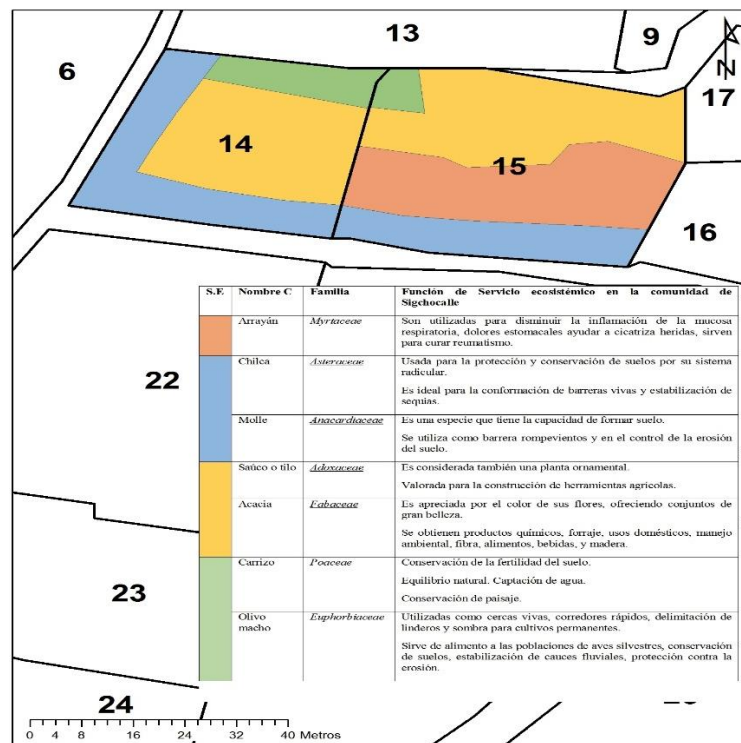 13
9
6
N
17
14
15
16
22
S.E Nombre C Familia Función de Servicio ecosistémico en la comunidad de
Sigchocalle
Arrayán Myrtaceae Son utilizadas para disminuir la inflamación de la mucosa
respiratoria, dolores estomacales ayudar a cicatriza heridas, sirven
para curar reumatismo.
Chilca Asteraceae Usada para la protección y conservación de suelos por su sistema
radicular.
Es ideal para la conformación de barreras vivas y estabilización de
sequias.
Molle Anacardiaceae Es una especie que tiene la capacidad de formar suelo.
Se utiliza como barrera rompevientos y en el control de la erosión
del suelo.
Saúco o tilo Adoxaceae Es considerada también una planta ornamental.
Valorada para la construcción de herramientas agrícolas.
Acacia Fabaceae Es apreciada por el color de sus flores, ofreciendo conjuntos de
gran belleza.
Se obtienen productos químicos, forraje, usos domésticos, manejo
ambiental, fibra, alimentos, bebidas, y madera.
Carrizo Poaceae Conservación de la fertilidad del suelo.
Equilibrio natural. Captación de agua.
Conservación de paisaje.
Olivo Euphorbiaceae Utilizadas como cercas vivas, corredores rápidos, delimitación de
macho linderos y sombra para cultivos permanentes.
Sirve de alimento a las poblaciones de aves silvestres, conservación
de suelos, estabilización de cauces fluviales, protección contra la
erosión.
23
24
0 4 8 16 24 32 40 Metros